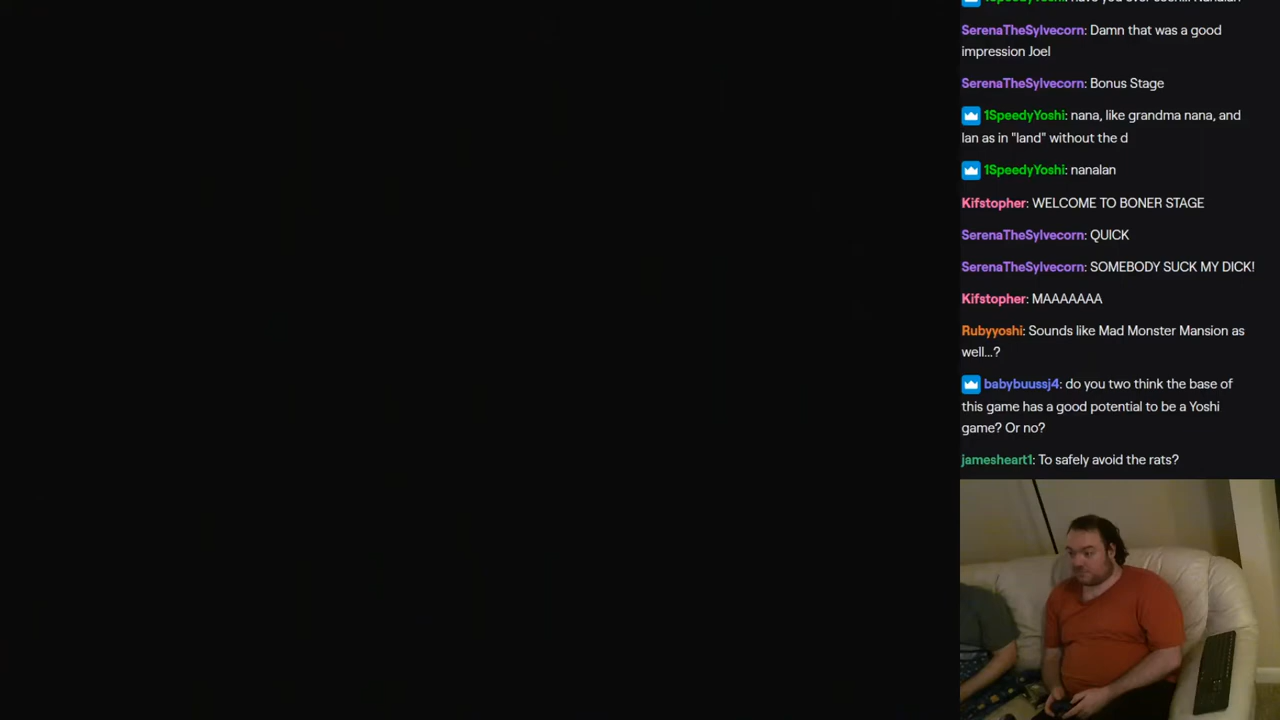 SerenaTheSylvecorn: Damn that was a good
impression Joel
SerenaTheSylvecorn: Bonus Stage
1SpeedyYoshi: nana, like grandma nana, and
lan as in "land" without the d
1SpeedyYoshi: nanalan
Kifstopher: WELCOME TO BONER STAGE
SerenaTheSylvecorn: QUICK
SerenaTheSylvecorn: SOMEBODY SUCK MY DICK!
Kifstopher: MAAAAAAA
Rubyyoshi: Sounds like Mad Monster Mansion as
well...?
babybuussj4: do you two think the base of
this game has a good potential to be a Yoshi
game? Or no?
jamesheart1: To safely avoid the rats?